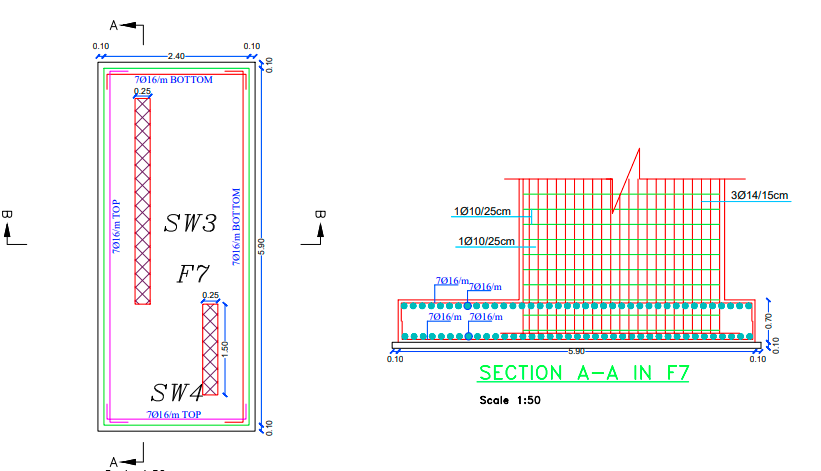 A
0.10
2.40
0.10
0.10
7Ø16/m BOTTOM
0.25
7Ø16/m TOP
7Ø16/m BOTTOM
B
B
SW3
F7
5.90
0.25
1.50
SW4
7Ø16/m TOP
0.10
A
3Ø14/15cm
1Ø10/25cm
1Ø10/25cm
7Ø16/m
7Ø16/m
7Ø16/m
7Ø16/m
0.70
0.10
0.10
5.90
0.10
SECTION A-A IN F7
Scale 1:50